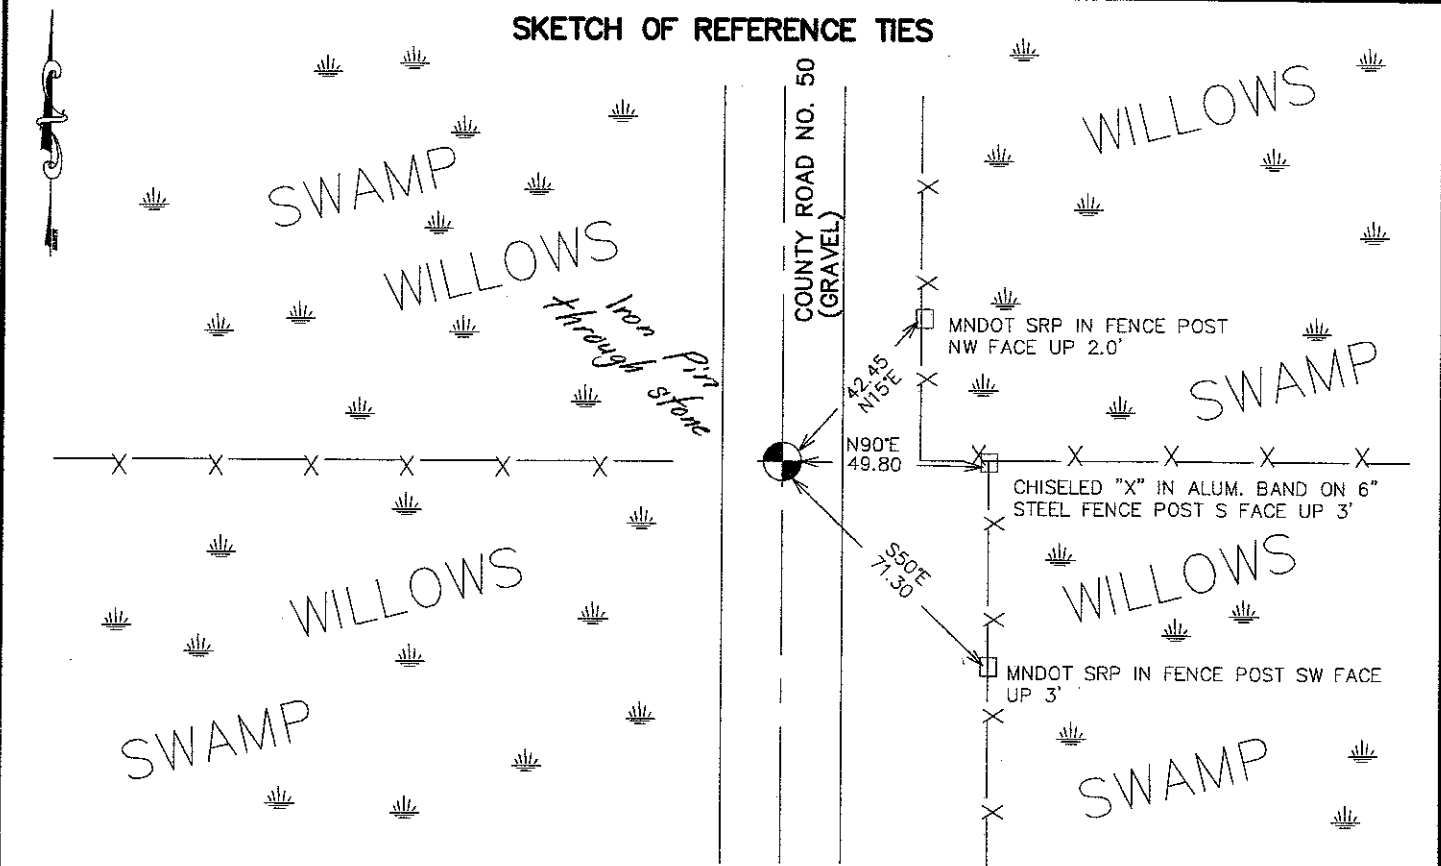 SKETCH OF REFERENCE TIES
COUNTY ROAD NO. 50
(GRAVEL)
WILLOWS
SWAMP
WILLOWS
Iron Pin
through stone
MNDOT SRP IN FENCE POST
NW FACE UP 2.0'
42.45
N15°E
SWAMP
N90°E
49.80
CHISELED "X" IN ALUM. BAND ON 6"
STEEL FENCE POST S FACE UP 3'
S50°E
71.30
WILLOWS
WILLOWS
MNDOT SRP IN FENCE POST SW FACE
UP 3'
SWAMP
SWAMP